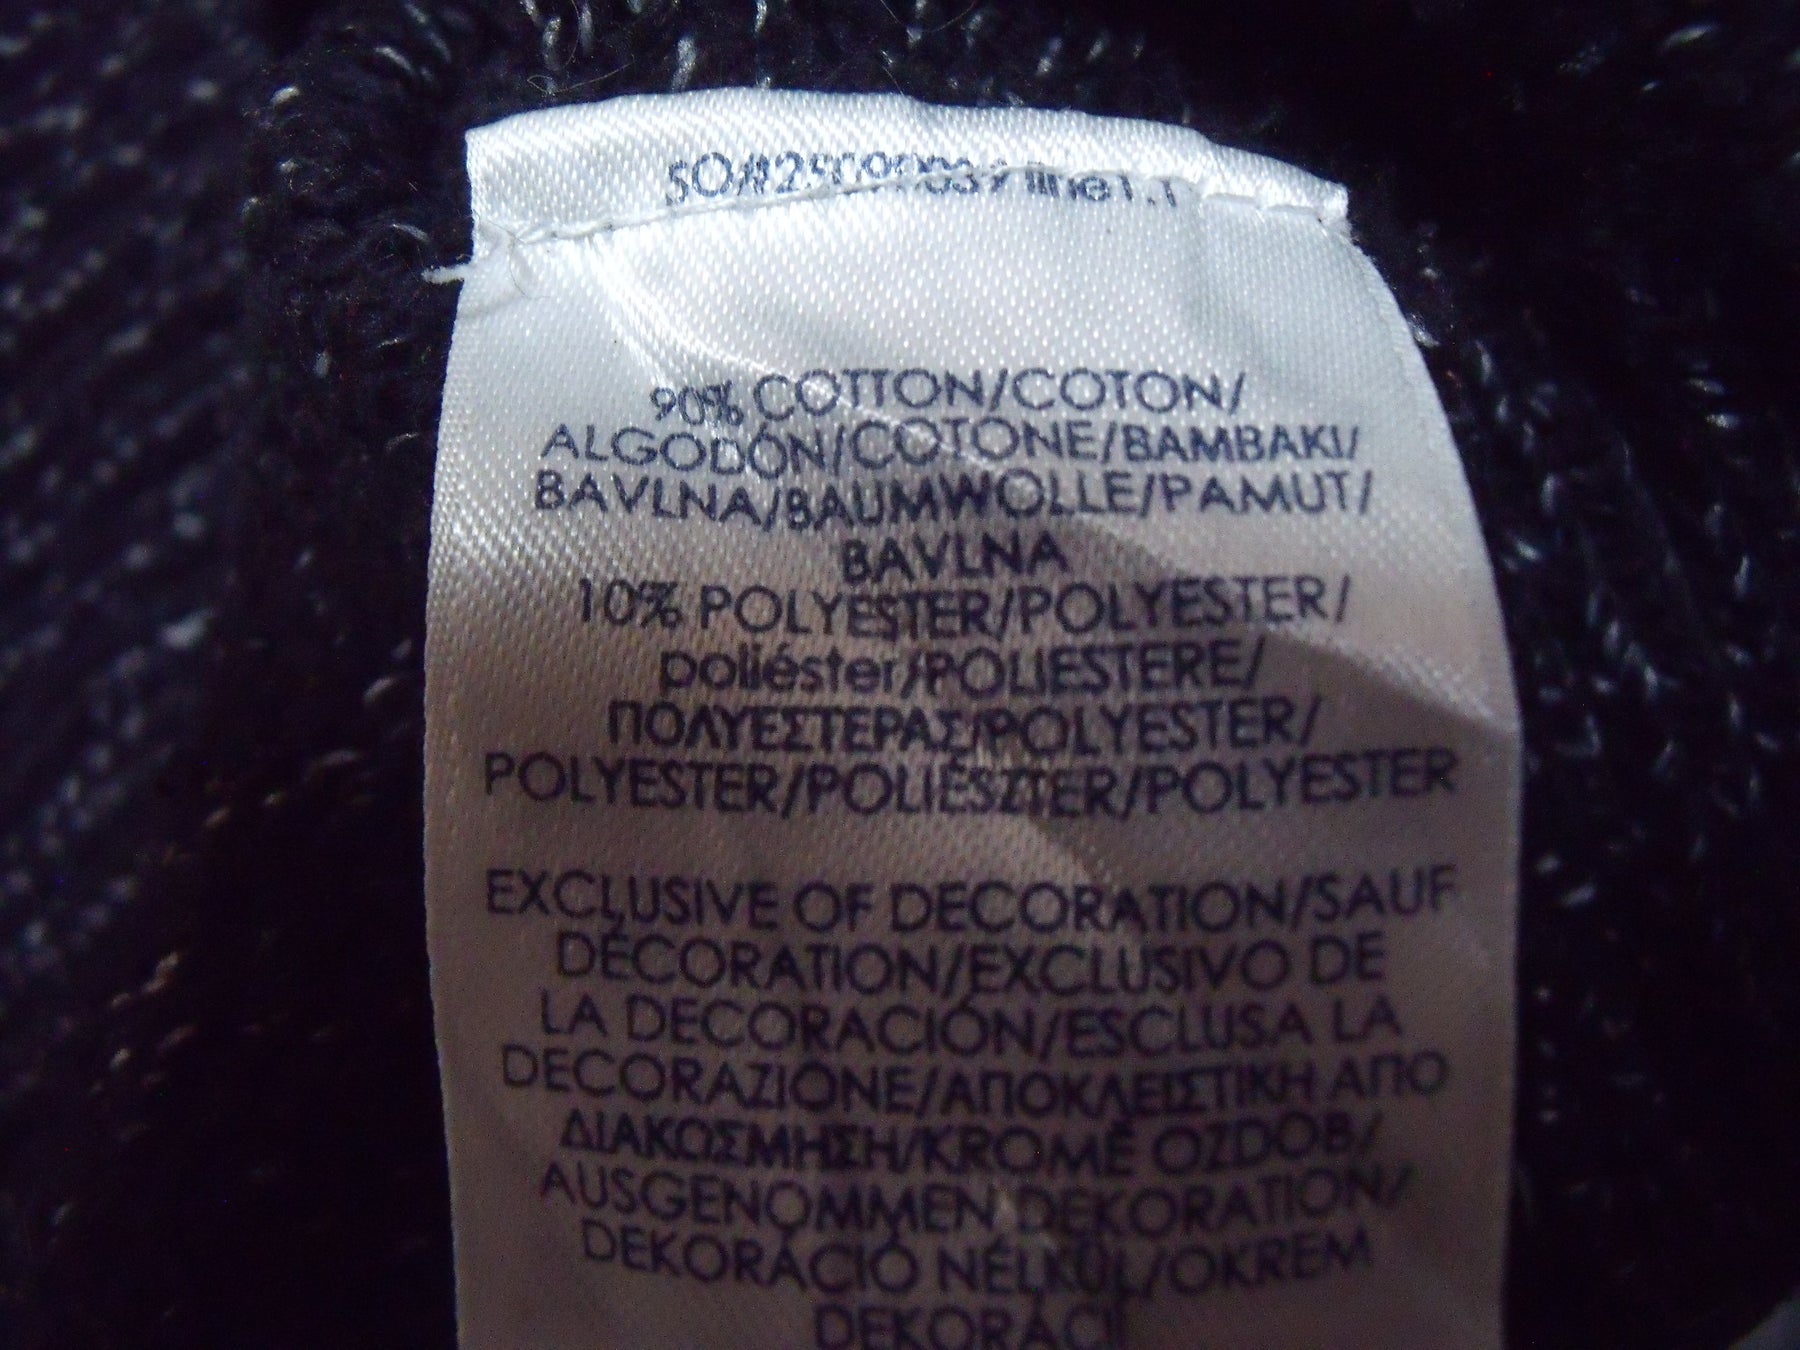 90% COTTON/COTON/
ALGODÓN/COTONE/BAMBAKI/
BAVLNA/BAUMWOLLE/PAMUT/
BAVLNA
10% POLYESTER/POLYESTER/
poliéster/POLIESTERE/
ΠΟΛΥΕΣΤΕΡΑΣ/POLYESTER/
POLYESTER/POLIÉSZTER/POLYESTER
EXCLUSIVE OF DECORATION/SAUF
DÉCORATION/EXCLUSIVO DE
LA DECORACIÓN/ESCLUSA LA
DECORAZIONE/ΑΠΟΚΛΕΙΣΤΙΚΗ ΑΠΟ
ΔΙΑΚΟΣΜΗΣΗ/KROMĚ OZDOB/
AUSGENOMMEN DEKORATION/
DEKORÁCIÓ NÉLKÜL/OKREM
DEKORÁCIÍ